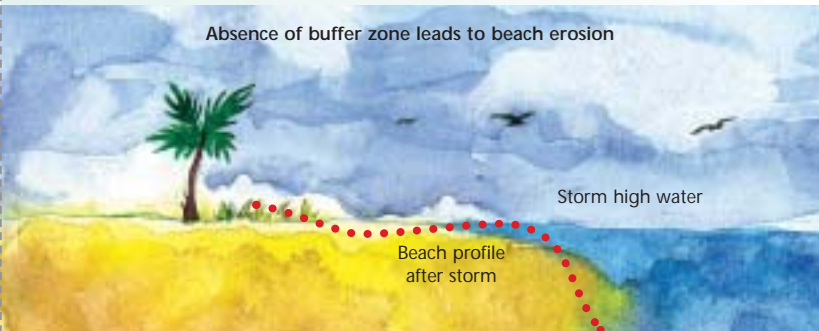 Absence of buffer zone leads to beach erosion
Storm high water
Beach profile
after storm